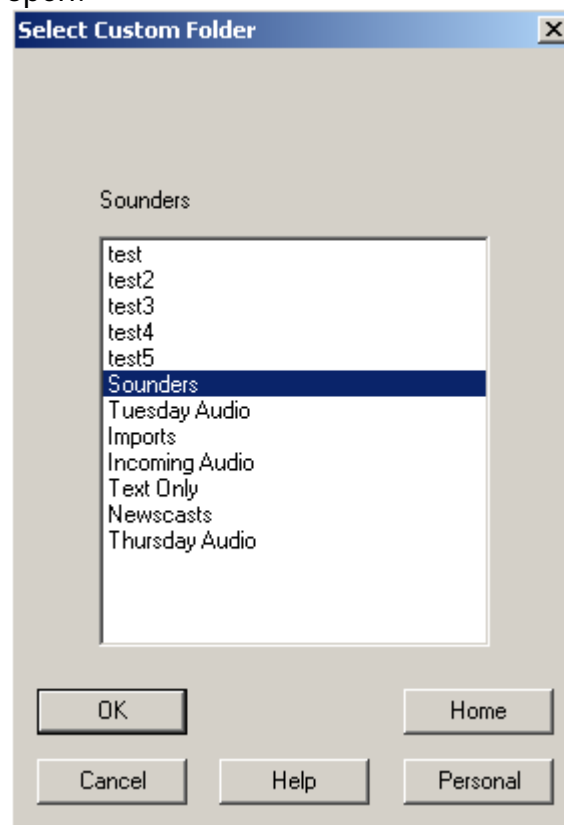 Select Custom Folder
Sounders
test
test2
test3
test4
test5
Sounders
Tuesday Audio
Imports
Incoming Audio
Text Only
Newscasts
Thursday Audio
OK
Home
Cancel
Help
Personal